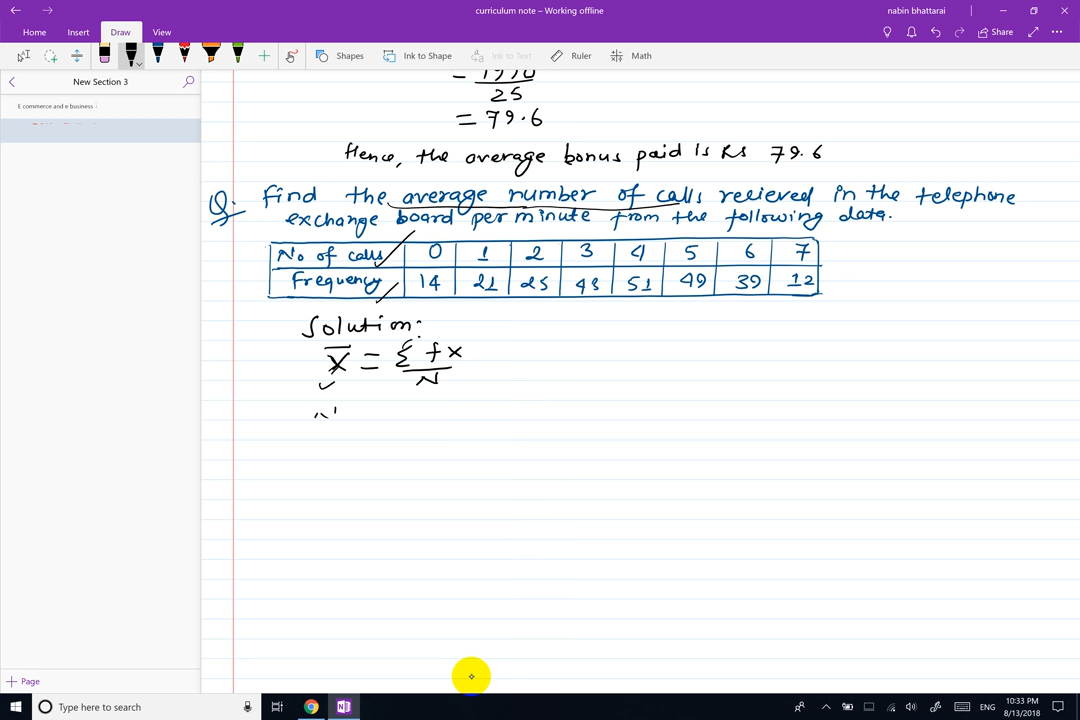 curriculum note – Working offline
nabin bhattarai
Home Insert Draw View
Share
Shapes Ink to Shape Ink to Text Ruler Math
New Section 3
E commerce and e business
= 1990
25
= 79.6
Hence, the average bonus paid is Rs 79.6
Q. Find the average number of calls relieved in the telephone
exchange board per minute from the following data.
No of calls 0 1 2 3 4 5 6 7
Frequency 14 21 25 43 51 49 39 12
Solution:
X̄ = Σ fx
N
+ Page
Type here to search
ENG
10:33 PM
8/13/2018